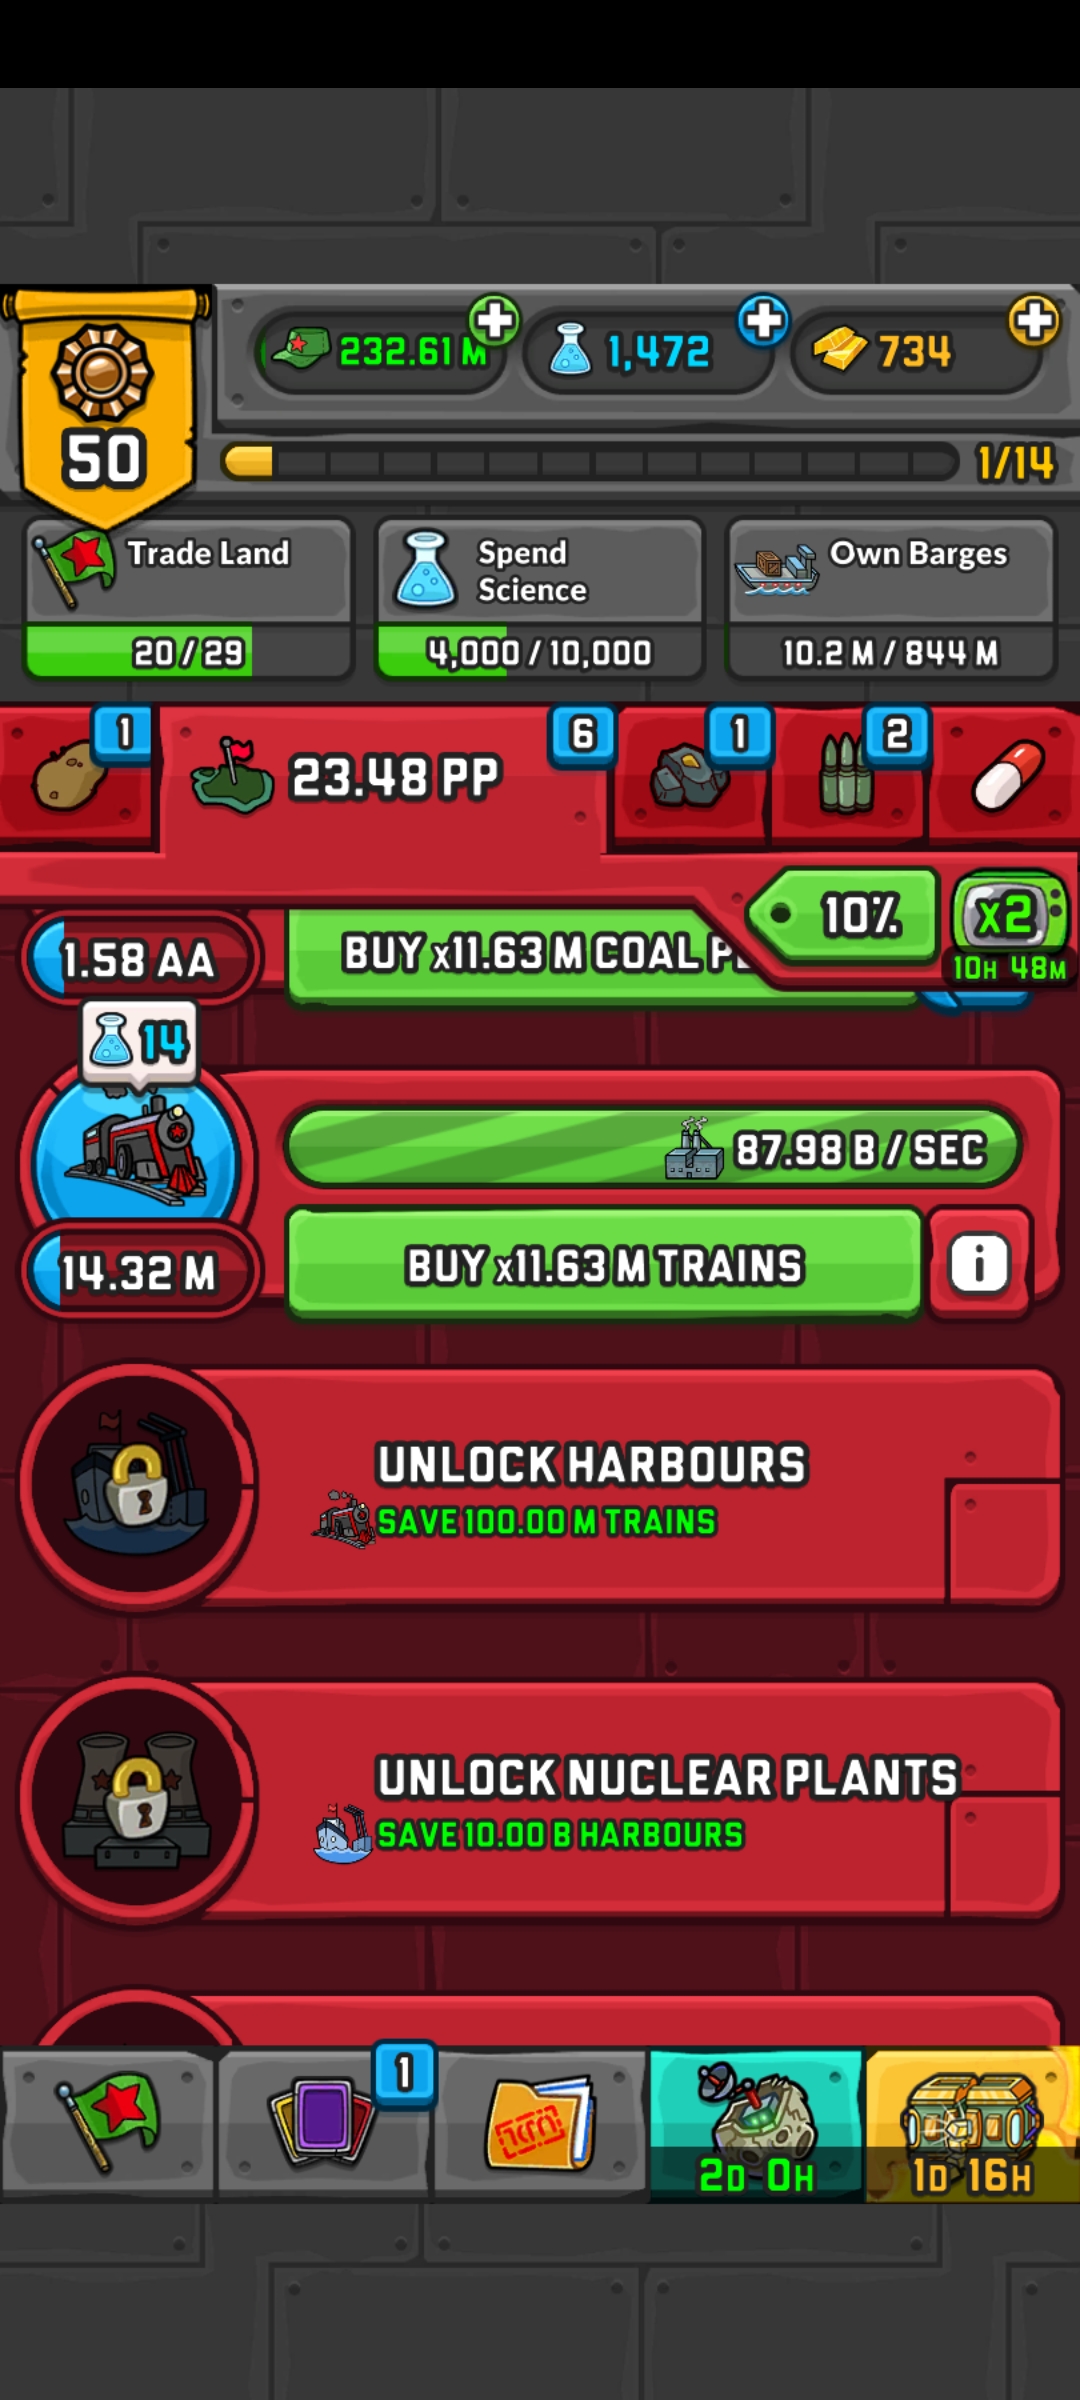 232.61 M
1,472
734
50
1/14
Trade Land
Spend
Science
Own Barges
20/29
4,000/10,000
10.2 M/844 M
1
23.48 PP
6
1
2
10%
x2
10H 48M
1.58 AA
BUY x11.63 M COAL P
14
87.98 B / SEC
14.32 M
BUY x11.63 M TRAINS
i
UNLOCK HARBOURS
SAVE 100.00 M TRAINS
UNLOCK NUCLEAR PLANTS
SAVE 10.00 B HARBOURS
1
2D 0H
1D 16H